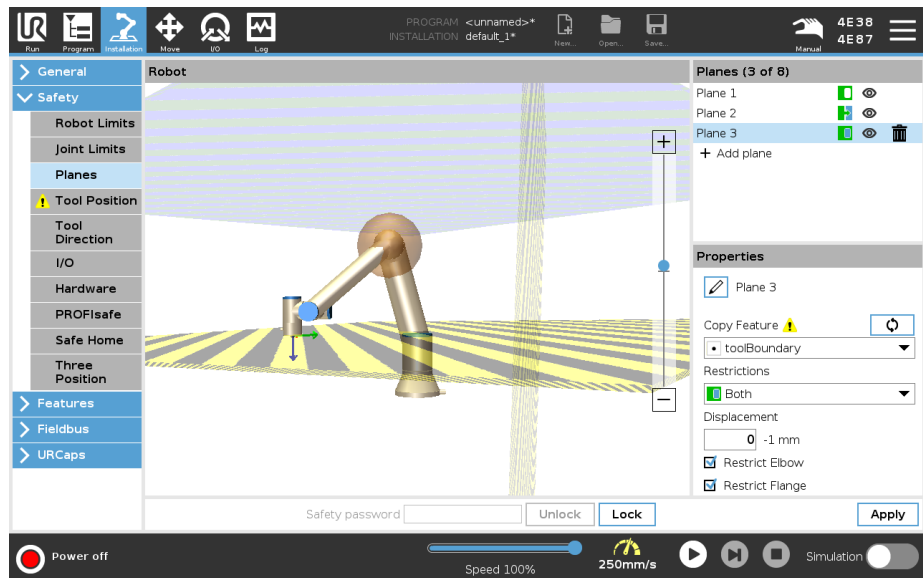 PROGRAM <unnamed>*
INSTALLATION default_1*
4E38
4E87
Run Program Installation Move I/O Log New... Open... Save... Manual
General
Safety
Robot Limits
Joint Limits
Planes
Tool Position
Tool
Direction
I/O
Hardware
PROFIsafe
Safe Home
Three
Position
Features
Fieldbus
URCaps
Robot
Planes (3 of 8)
Plane 1
Plane 2
Plane 3
+ Add plane
Properties
Plane 3
Copy Feature
toolBoundary
Restrictions
Both
Displacement
0 -1 mm
Restrict Elbow
Restrict Flange
Safety password Unlock Lock Apply
Power off
Speed 100%
250mm/s
Simulation